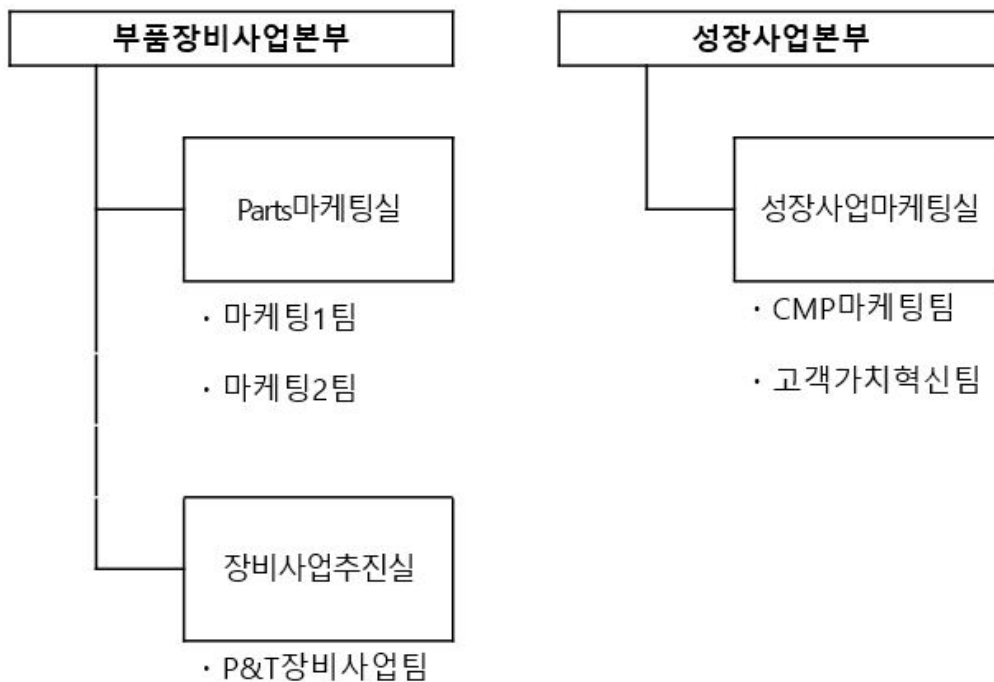 부품장비사업본부
Parts마케팅실
· 마케팅1팀
· 마케팅2팀
장비사업추진실
· P&T장비사업팀
성장사업본부
성장사업마케팅실
· CMP마케팅팀
· 고객가치혁신팀